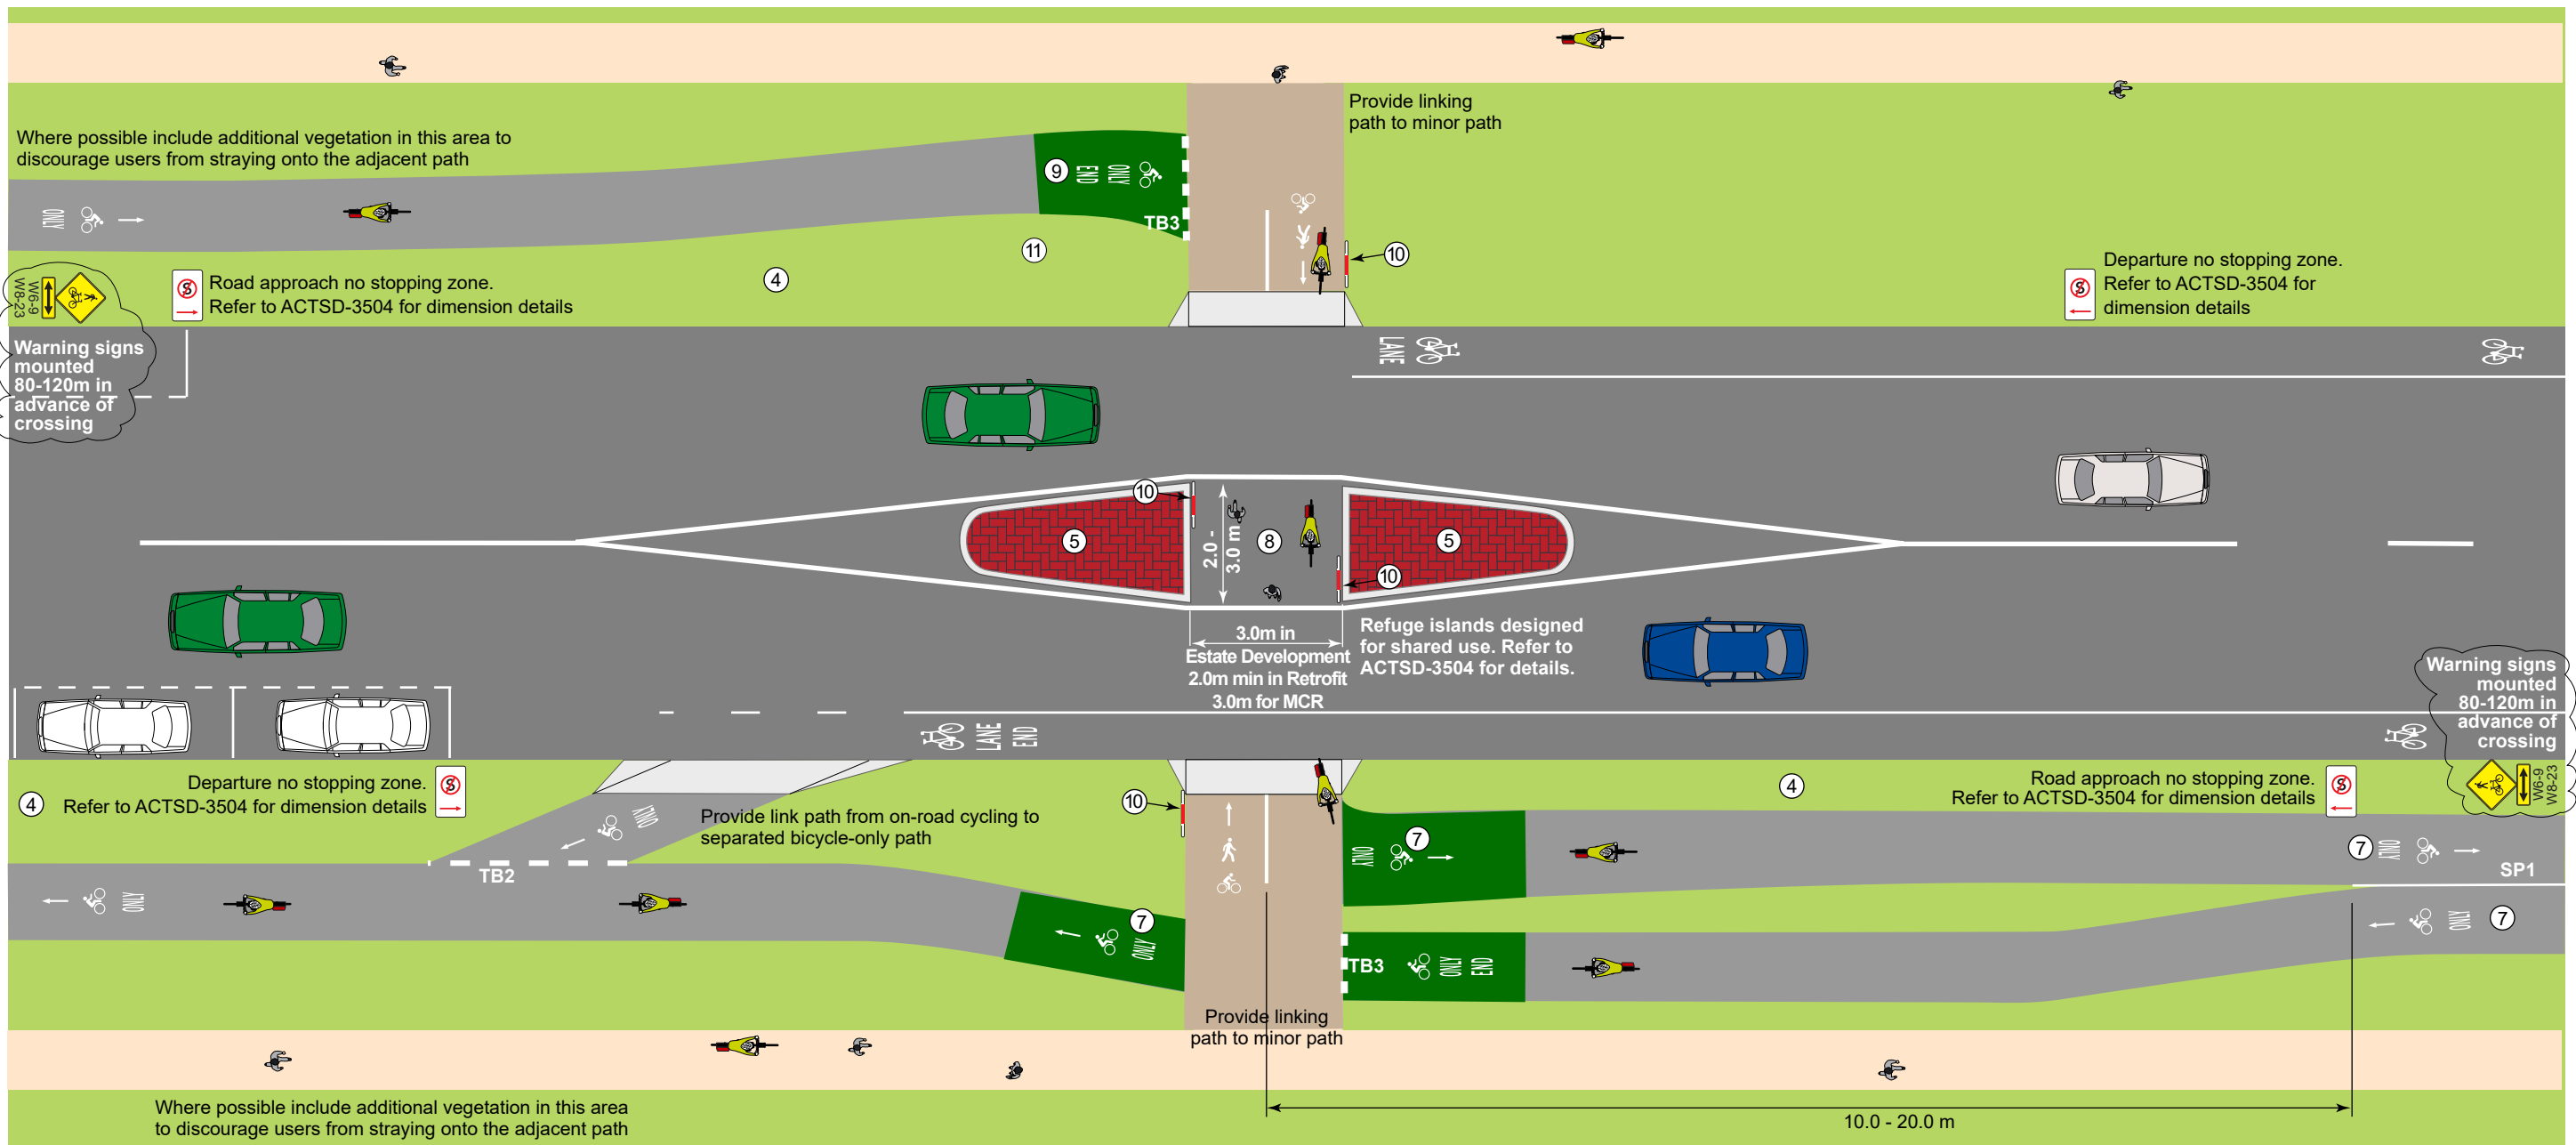 Provide linking
path to minor path
Where possible include additional vegetation in this area to
discourage users from straying onto the adjacent path
9
END
ONLY
TB3
ONLY
11
10
4
W6-9
W8-23
S
Road approach no stopping zone.
Refer to ACTSD-3504 for dimension details
Departure no stopping zone.
Refer to ACTSD-3504 for
dimension details
S
Warning signs
mounted
80-120m in
advance of
crossing
LANE
10
2.0 -
3.0 m
8
5
5
10
3.0m in
Estate Development
2.0m min in Retrofit
3.0m for MCR
Refuge islands designed
for shared use. Refer to
ACTSD-3504 for details.
Warning signs
mounted
80-120m in
advance of
crossing
LANE
END
4
Departure no stopping zone.
Refer to ACTSD-3504 for dimension details
S
ONLY
Provide link path from on-road cycling to
separated bicycle-only path
10
4
Road approach no stopping zone.
Refer to ACTSD-3504 for dimension details
S
W6-9
W8-23
TB2
ONLY
7
ONLY
7
ONLY
SP1
ONLY
7
ONLY
ONLY
7
TB3
ONLY
END
Provide linking
path to minor path
Where possible include additional vegetation in this area
to discourage users from straying onto the adjacent path
10.0 - 20.0 m